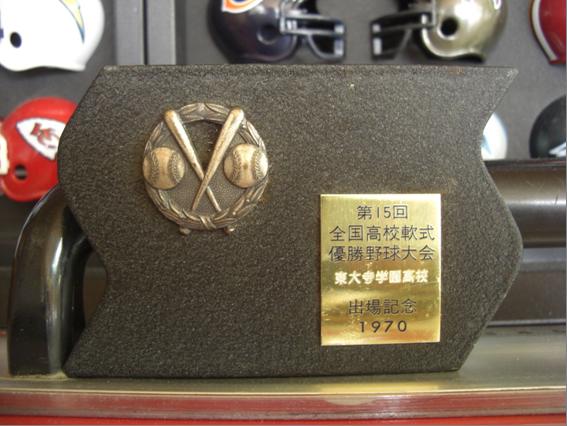 第15回
全国高校軟式
優勝野球大会
東大寺学園高校
出場記念
1970
KC